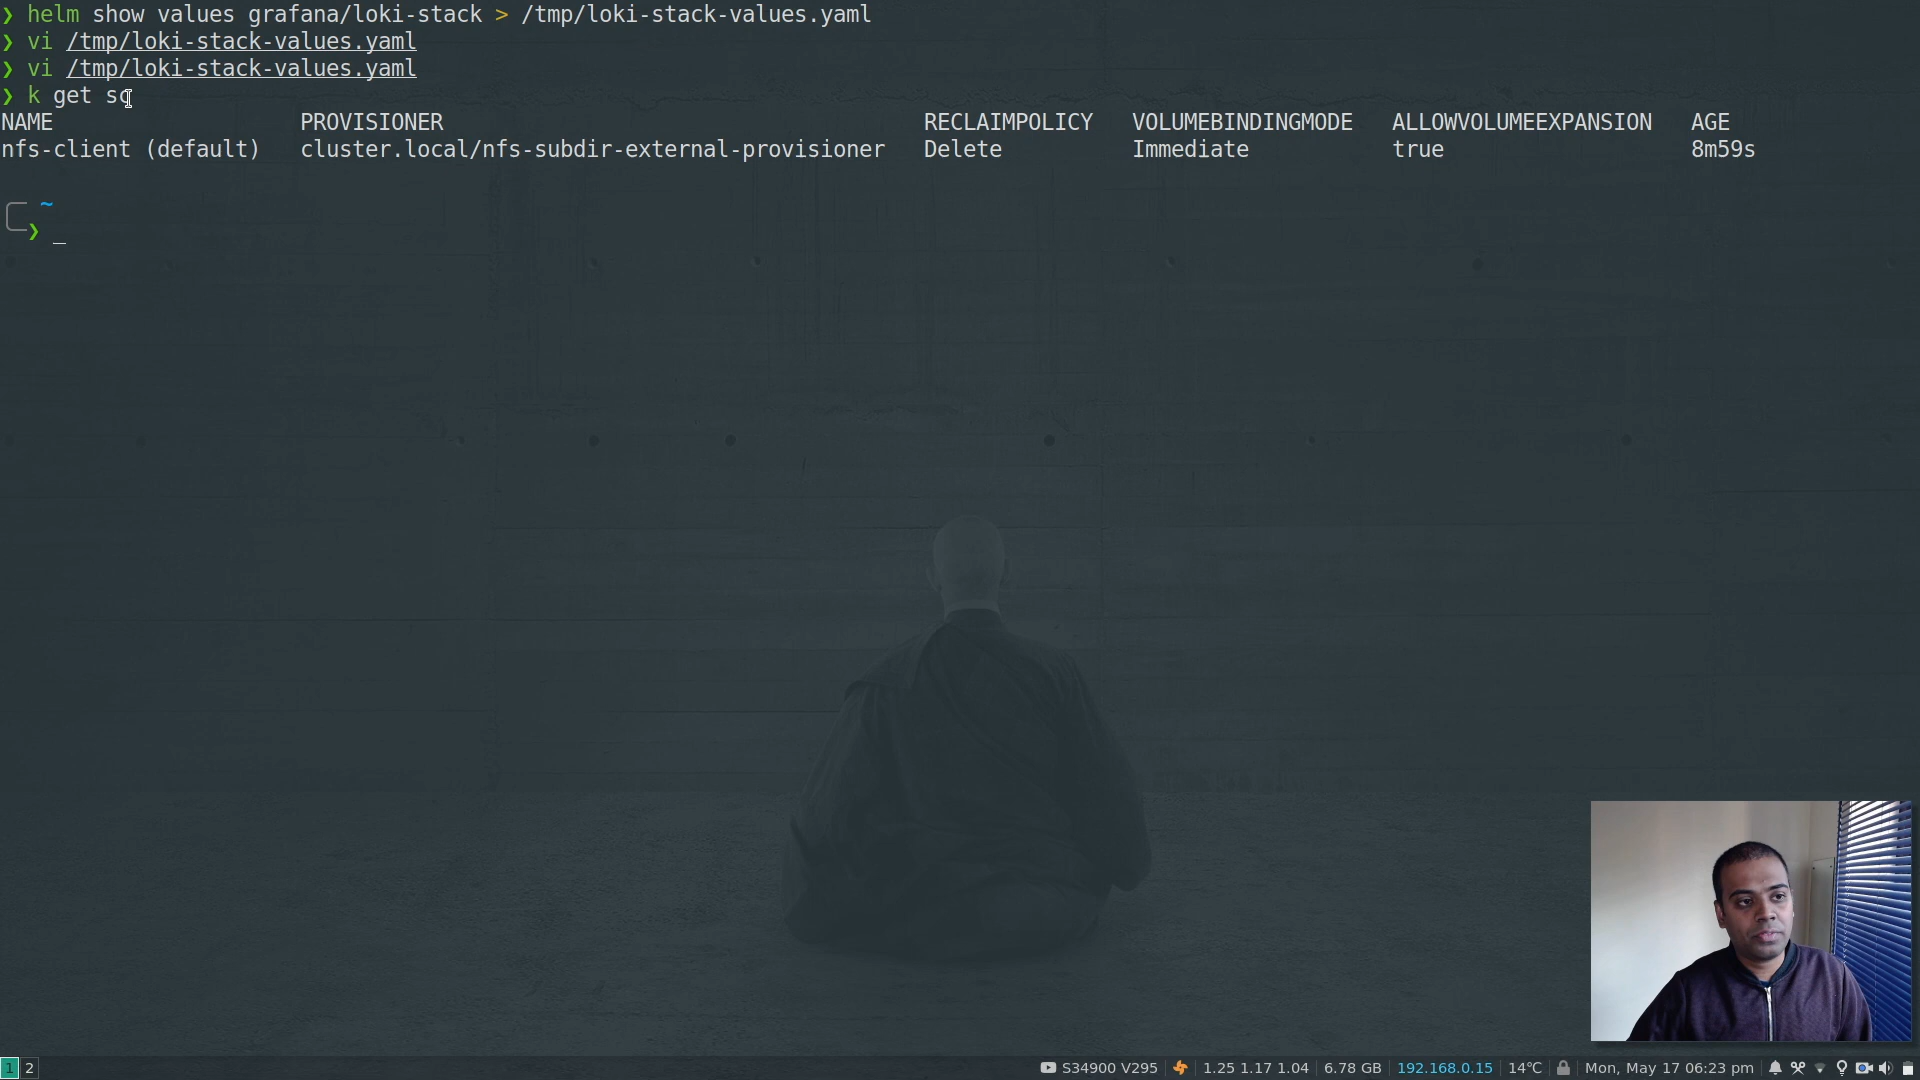 ❯ helm show values grafana/loki-stack > /tmp/loki-stack-values.yaml
❯ vi /tmp/loki-stack-values.yaml
❯ vi /tmp/loki-stack-values.yaml
❯ k get sc
NAME PROVISIONER RECLAIMPOLICY VOLUMEBINDINGMODE ALLOWVOLUMEEXPANSION AGE
nfs-client (default) cluster.local/nfs-subdir-external-provisioner Delete Immediate true 8m59s
~
❯ _
1 2 S34900 V295 1.25 1.17 1.04 6.78 GB 192.168.0.15 14℃ Mon, May 17 06:23 pm